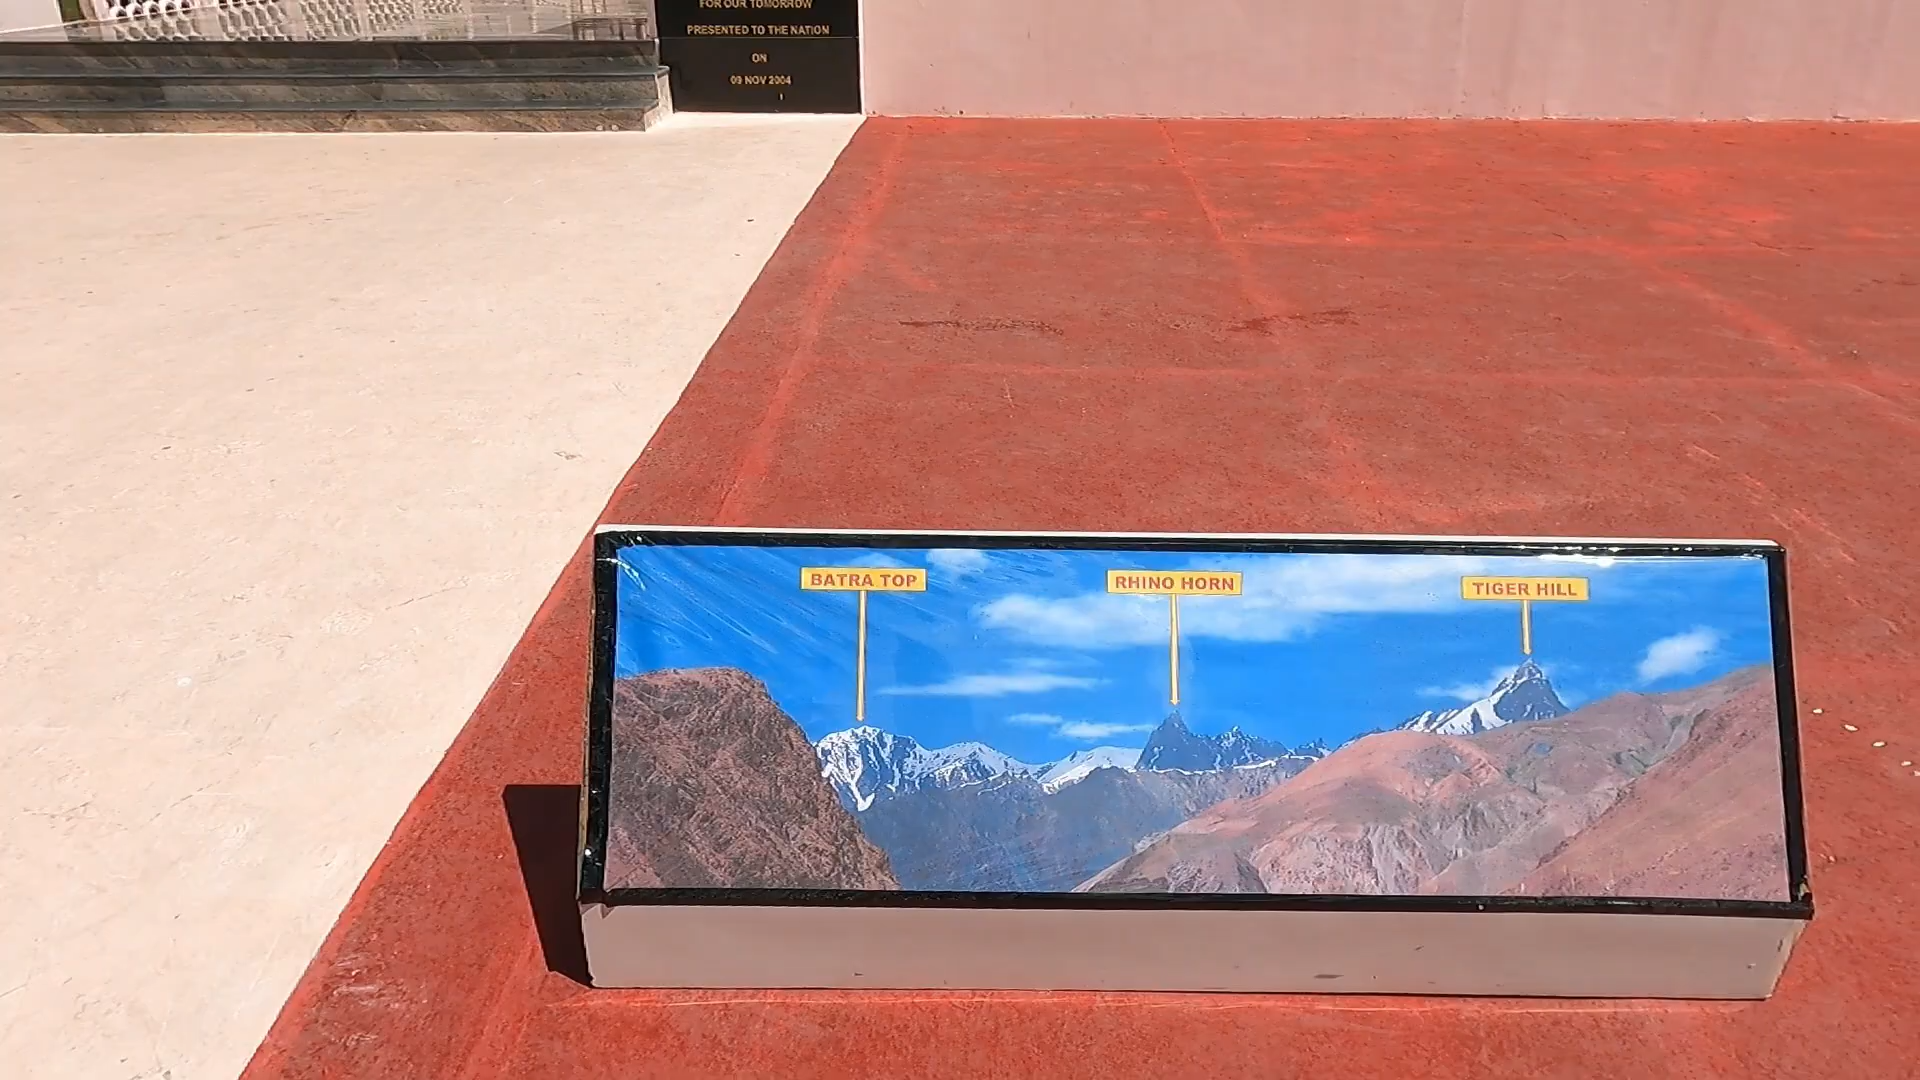 FOR OUR TOMORROW
PRESENTED TO THE NATION
ON
09 NOV 2004
BATRA TOP
RHINO HORN
TIGER HILL